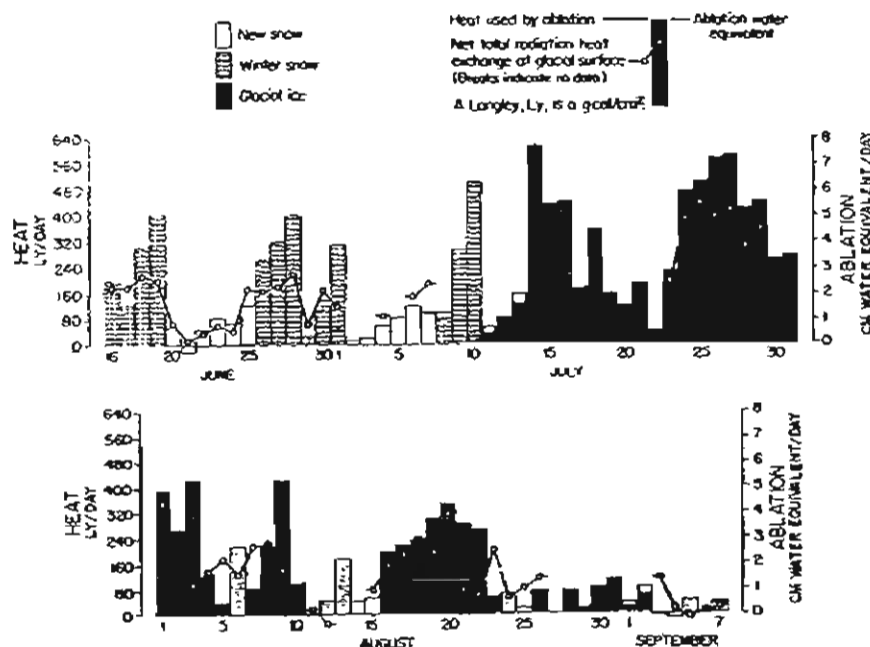 New snow
Winter snow
Glacial ice
Heat used by ablation
Ablation water
equivalent
Net total radiation heat
exchange at glacial surface
(Breaks indicate no data)
A Langley, Ly, is a gcal/cm²
HEAT
LY/DAY
640
560
480
400
320
240
160
80
0
8
7
6
5
4
3
2
1
0
ABLATION
CM WATER EQUIVALENT/DAY
15
20
25
30
1
5
10
15
20
25
30
JUNE
JULY
HEAT
LY/DAY
640
560
480
400
320
240
160
80
0
8
7
6
5
4
3
2
1
0
ABLATION
CM WATER EQUIVALENT/DAY
1
5
10
15
20
25
30
1
7
AUGUST
SEPTEMBER